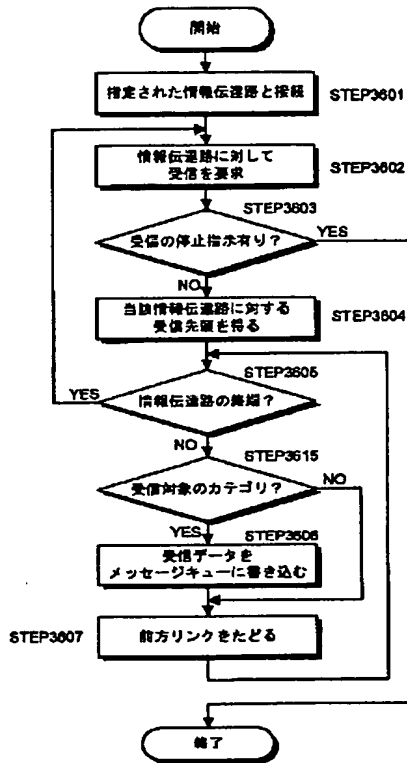 開始
指定された情報伝達路と接続
STEP3601
情報伝達路に対して
受信を要求
STEP3602
STEP3603
受信の停止指示有り?
YES
NO
当該情報伝達路に対する
受信先頭を得る
STEP3604
STEP3605
YES
情報伝達路の終端?
NO
STEP3615
受信対象のカテゴリ?
NO
YES
STEP3606
受信データを
メッセージキューに書き込む
STEP3607
前方リンクをたどる
終了